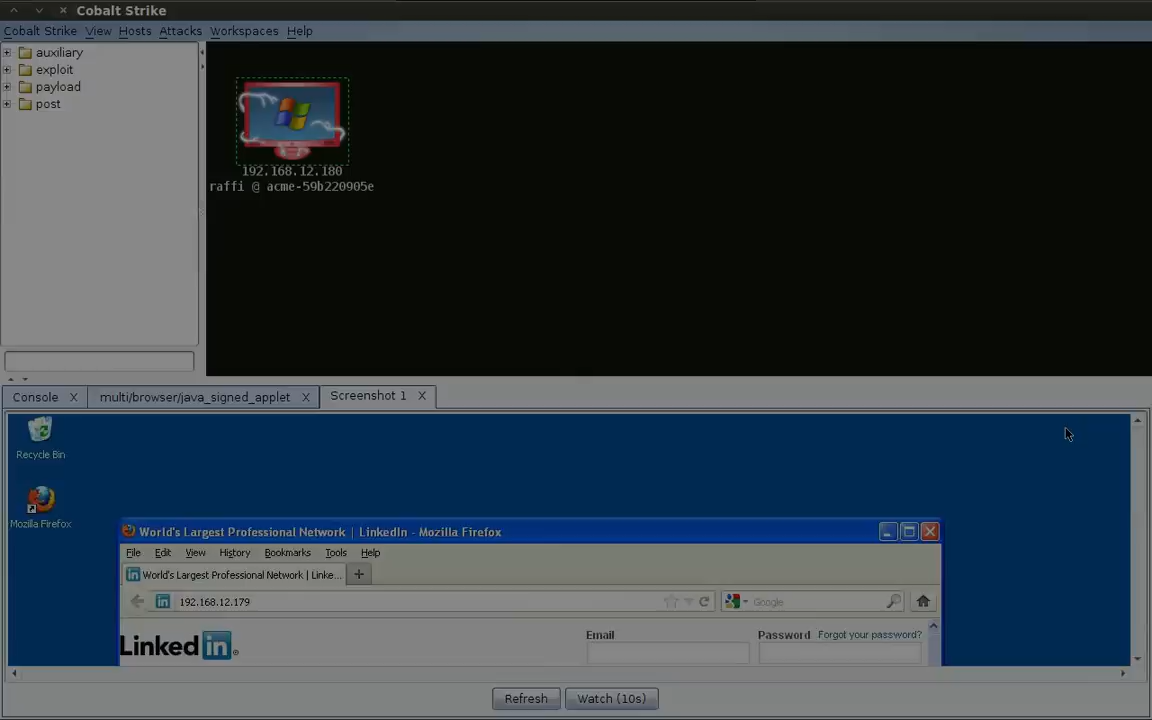 Cobalt Strike
Cobalt Strike View Hosts Attacks Workspaces Help
auxiliary
exploit
payload
post
192.168.12.180
raffi @ acme-59b220905e
Console X multi/browser/java_signed_applet X Screenshot 1 X
Recycle Bin
Mozilla Firefox
World's Largest Professional Network | LinkedIn - Mozilla Firefox
File Edit View History Bookmarks Tools Help
in World's Largest Professional Network | Linke... +
in 192.168.12.179 Google
Linked in
Email Password Forgot your password?
Refresh Watch (10s)